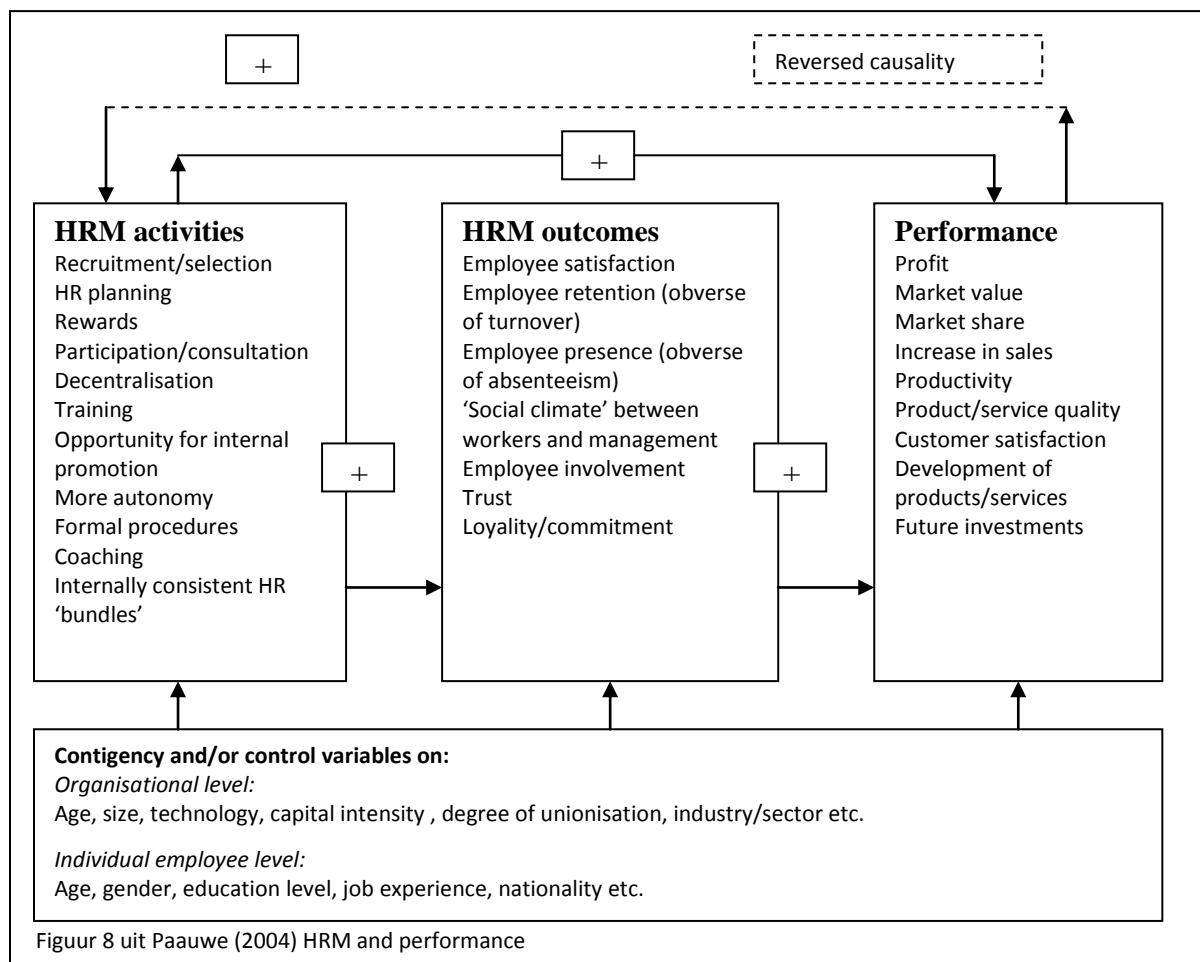 +
Reversed causality
+
HRM activities
Recruitment/selection
HR planning
Rewards
Participation/consultation
Decentralisation
Training
Opportunity for internal
promotion
More autonomy
Formal procedures
Coaching
Internally consistent HR
‘bundles’
+
HRM outcomes
Employee satisfaction
Employee retention (obverse
of turnover)
Employee presence (obverse
of absenteeism)
‘Social climate’ between
workers and management
Employee involvement
Trust
Loyality/commitment
+
Performance
Profit
Market value
Market share
Increase in sales
Productivity
Product/service quality
Customer satisfaction
Development of
products/services
Future investments
Contigency and/or control variables on:
Organisational level:
Age, size, technology, capital intensity , degree of unionisation, industry/sector etc.
Individual employee level:
Age, gender, education level, job experience, nationality etc.
Figuur 8 uit Paauwe (2004) HRM and performance